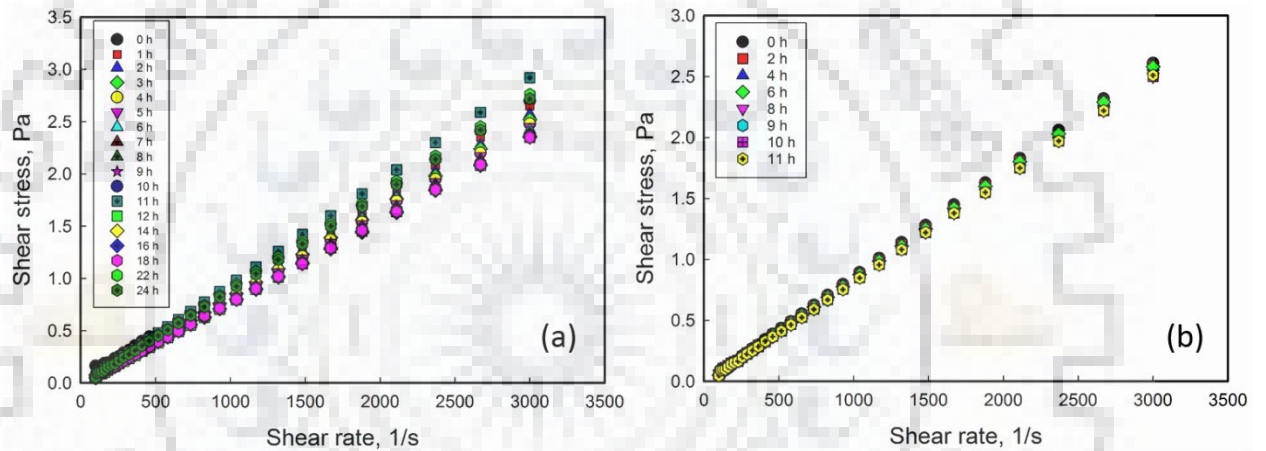 3.5
3.0
2.5
2.0
1.5
1.0
0.5
0.0
Shear stress, Pa
0 h
1 h
2 h
3 h
4 h
5 h
6 h
7 h
8 h
9 h
10 h
11 h
12 h
14 h
16 h
18 h
22 h
24 h
(a)
0 500 1000 1500 2000 2500 3000 3500
Shear rate, 1/s
3.0
2.5
2.0
1.5
1.0
0.5
0.0
Shear stress, Pa
0 h
2 h
4 h
6 h
8 h
9 h
10 h
11 h
(b)
0 500 1000 1500 2000 2500 3000 3500
Shear rate, 1/s